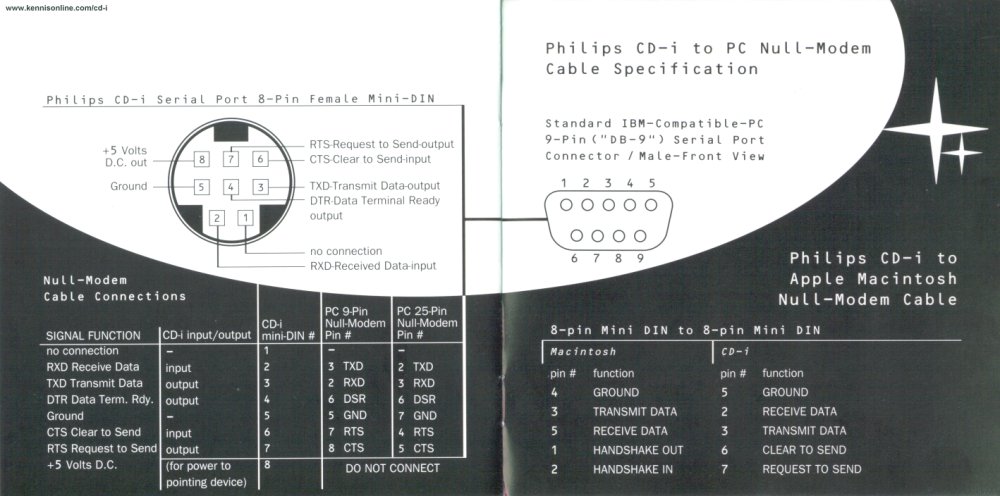 www.kennisonline.com/cd-i
Philips CD-i Serial Port 8-Pin Female Mini-DIN
+5 Volts
D.C. out
Ground
8 7 6
5 4 3
2 1
RTS-Request to Send-output
CTS-Clear to Send-input
TXD-Transmit Data-output
DTR-Data Terminal Ready
output
no connection
RXD-Received Data-input
Null-Modem
Cable Connections
SIGNAL FUNCTION CD-i input/output CD-i mini-DIN # PC 9-Pin Null-Modem Pin # PC 25-Pin Null-Modem Pin #
no connection – 1 – –
RXD Receive Data input 2 3 TXD 2 TXD
TXD Transmit Data output 3 2 RXD 3 RXD
DTR Data Term. Rdy. output 4 6 DSR 6 DSR
Ground – 5 5 GND 7 GND
CTS Clear to Send input 6 7 RTS 4 RTS
RTS Request to Send output 7 8 CTS 5 CTS
+5 Volts D.C. (for power to pointing device) 8 DO NOT CONNECT
Philips CD-i to PC Null-Modem
Cable Specification
Standard IBM-Compatible-PC
9-Pin ("DB-9") Serial Port
Connector / Male-Front View
1 2 3 4 5
6 7 8 9
Philips CD-i to
Apple Macintosh
Null-Modem Cable
8-pin Mini DIN to 8-pin Mini DIN
Macintosh CD-i
pin # function pin # function
4 GROUND 5 GROUND
3 TRANSMIT DATA 2 RECEIVE DATA
5 RECEIVE DATA 3 TRANSMIT DATA
1 HANDSHAKE OUT 6 CLEAR TO SEND
2 HANDSHAKE IN 7 REQUEST TO SEND